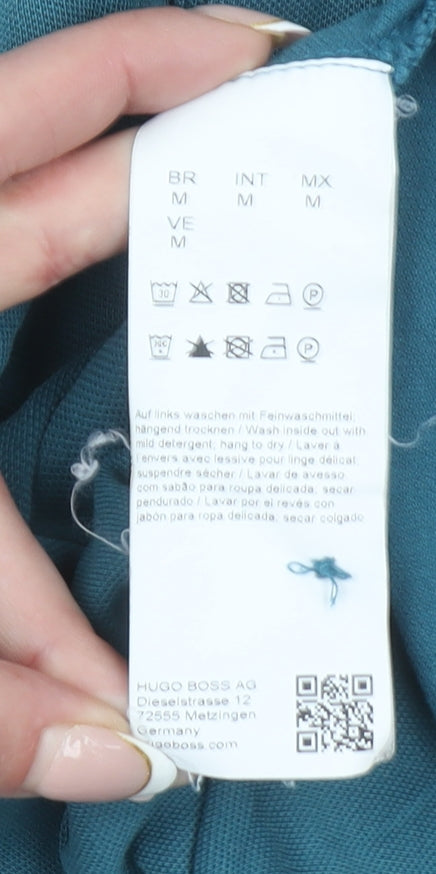 BR INT MX
M M M
VE
M
30 P
30C P
Auf links waschen mit Feinwaschmittel;
hängend trocknen / Wash inside out with
mild detergent; hang to dry / Laver à
l'envers avec lessive pour linge délicat;
suspendre sécher / Lavar de avesso
com sabão para roupa delicada; secar
pendurado / Lavar por el revés con
jabón para ropa delicada; secar colgado
HUGO BOSS AG
Dieselstrasse 12
72555 Metzingen
Germany
hugoboss.com